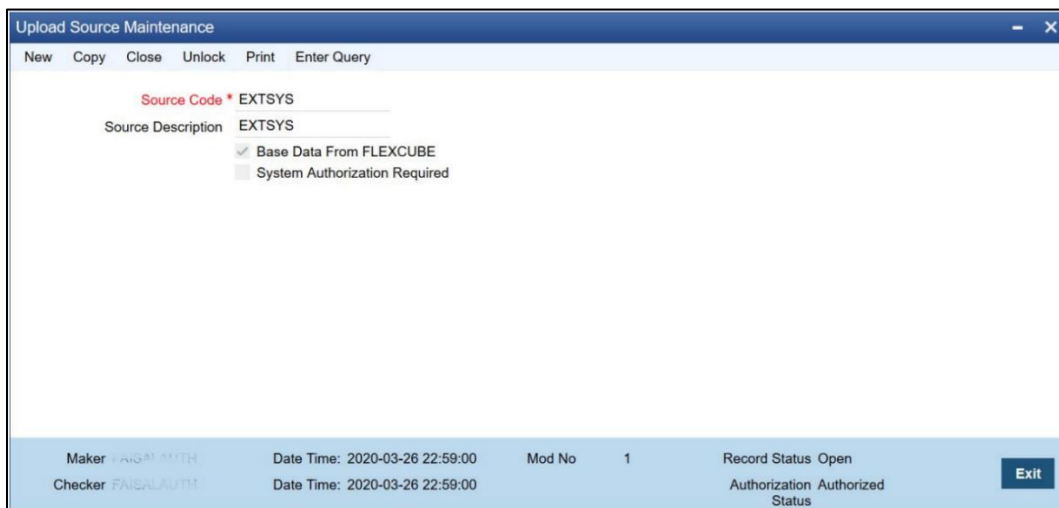 Upload Source Maintenance
New Copy Close Unlock Print Enter Query
Source Code * EXTSYS
Source Description EXTSYS
Base Data From FLEXCUBE
System Authorization Required
Maker Date Time: 2020-03-26 22:59:00 Mod No 1 Record Status Open
Checker FAISALAUTH Date Time: 2020-03-26 22:59:00 Authorization Status Authorized
Exit